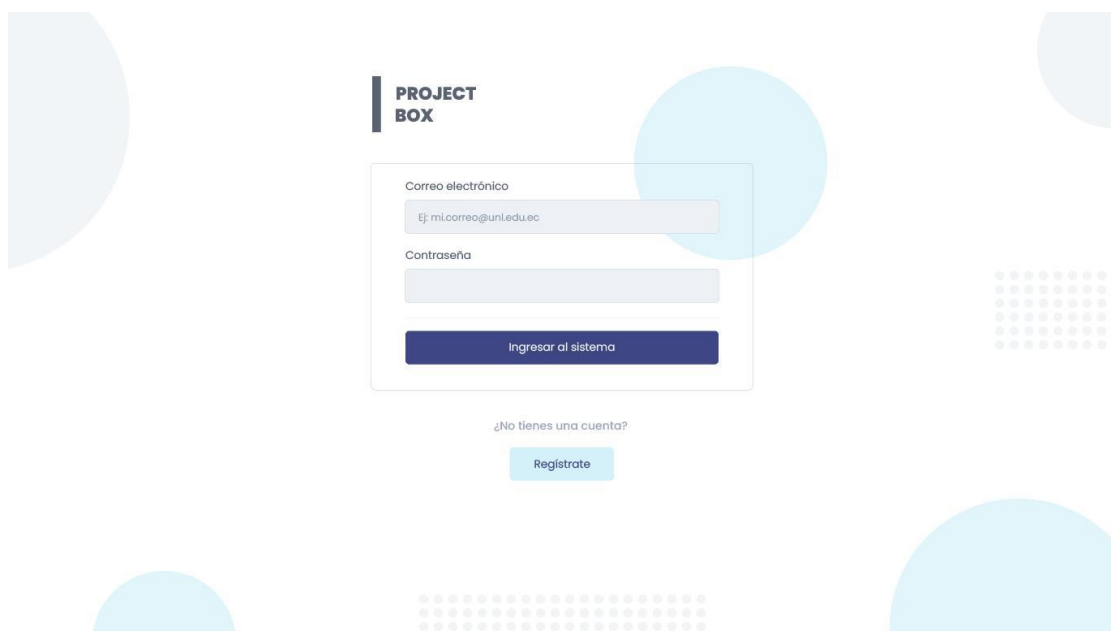 PROJECT
BOX
Correo electrónico
Ej: mi.correo@unl.edu.ec
Contraseña
Ingresar al sistema
¿No tienes una cuenta?
Regístrate